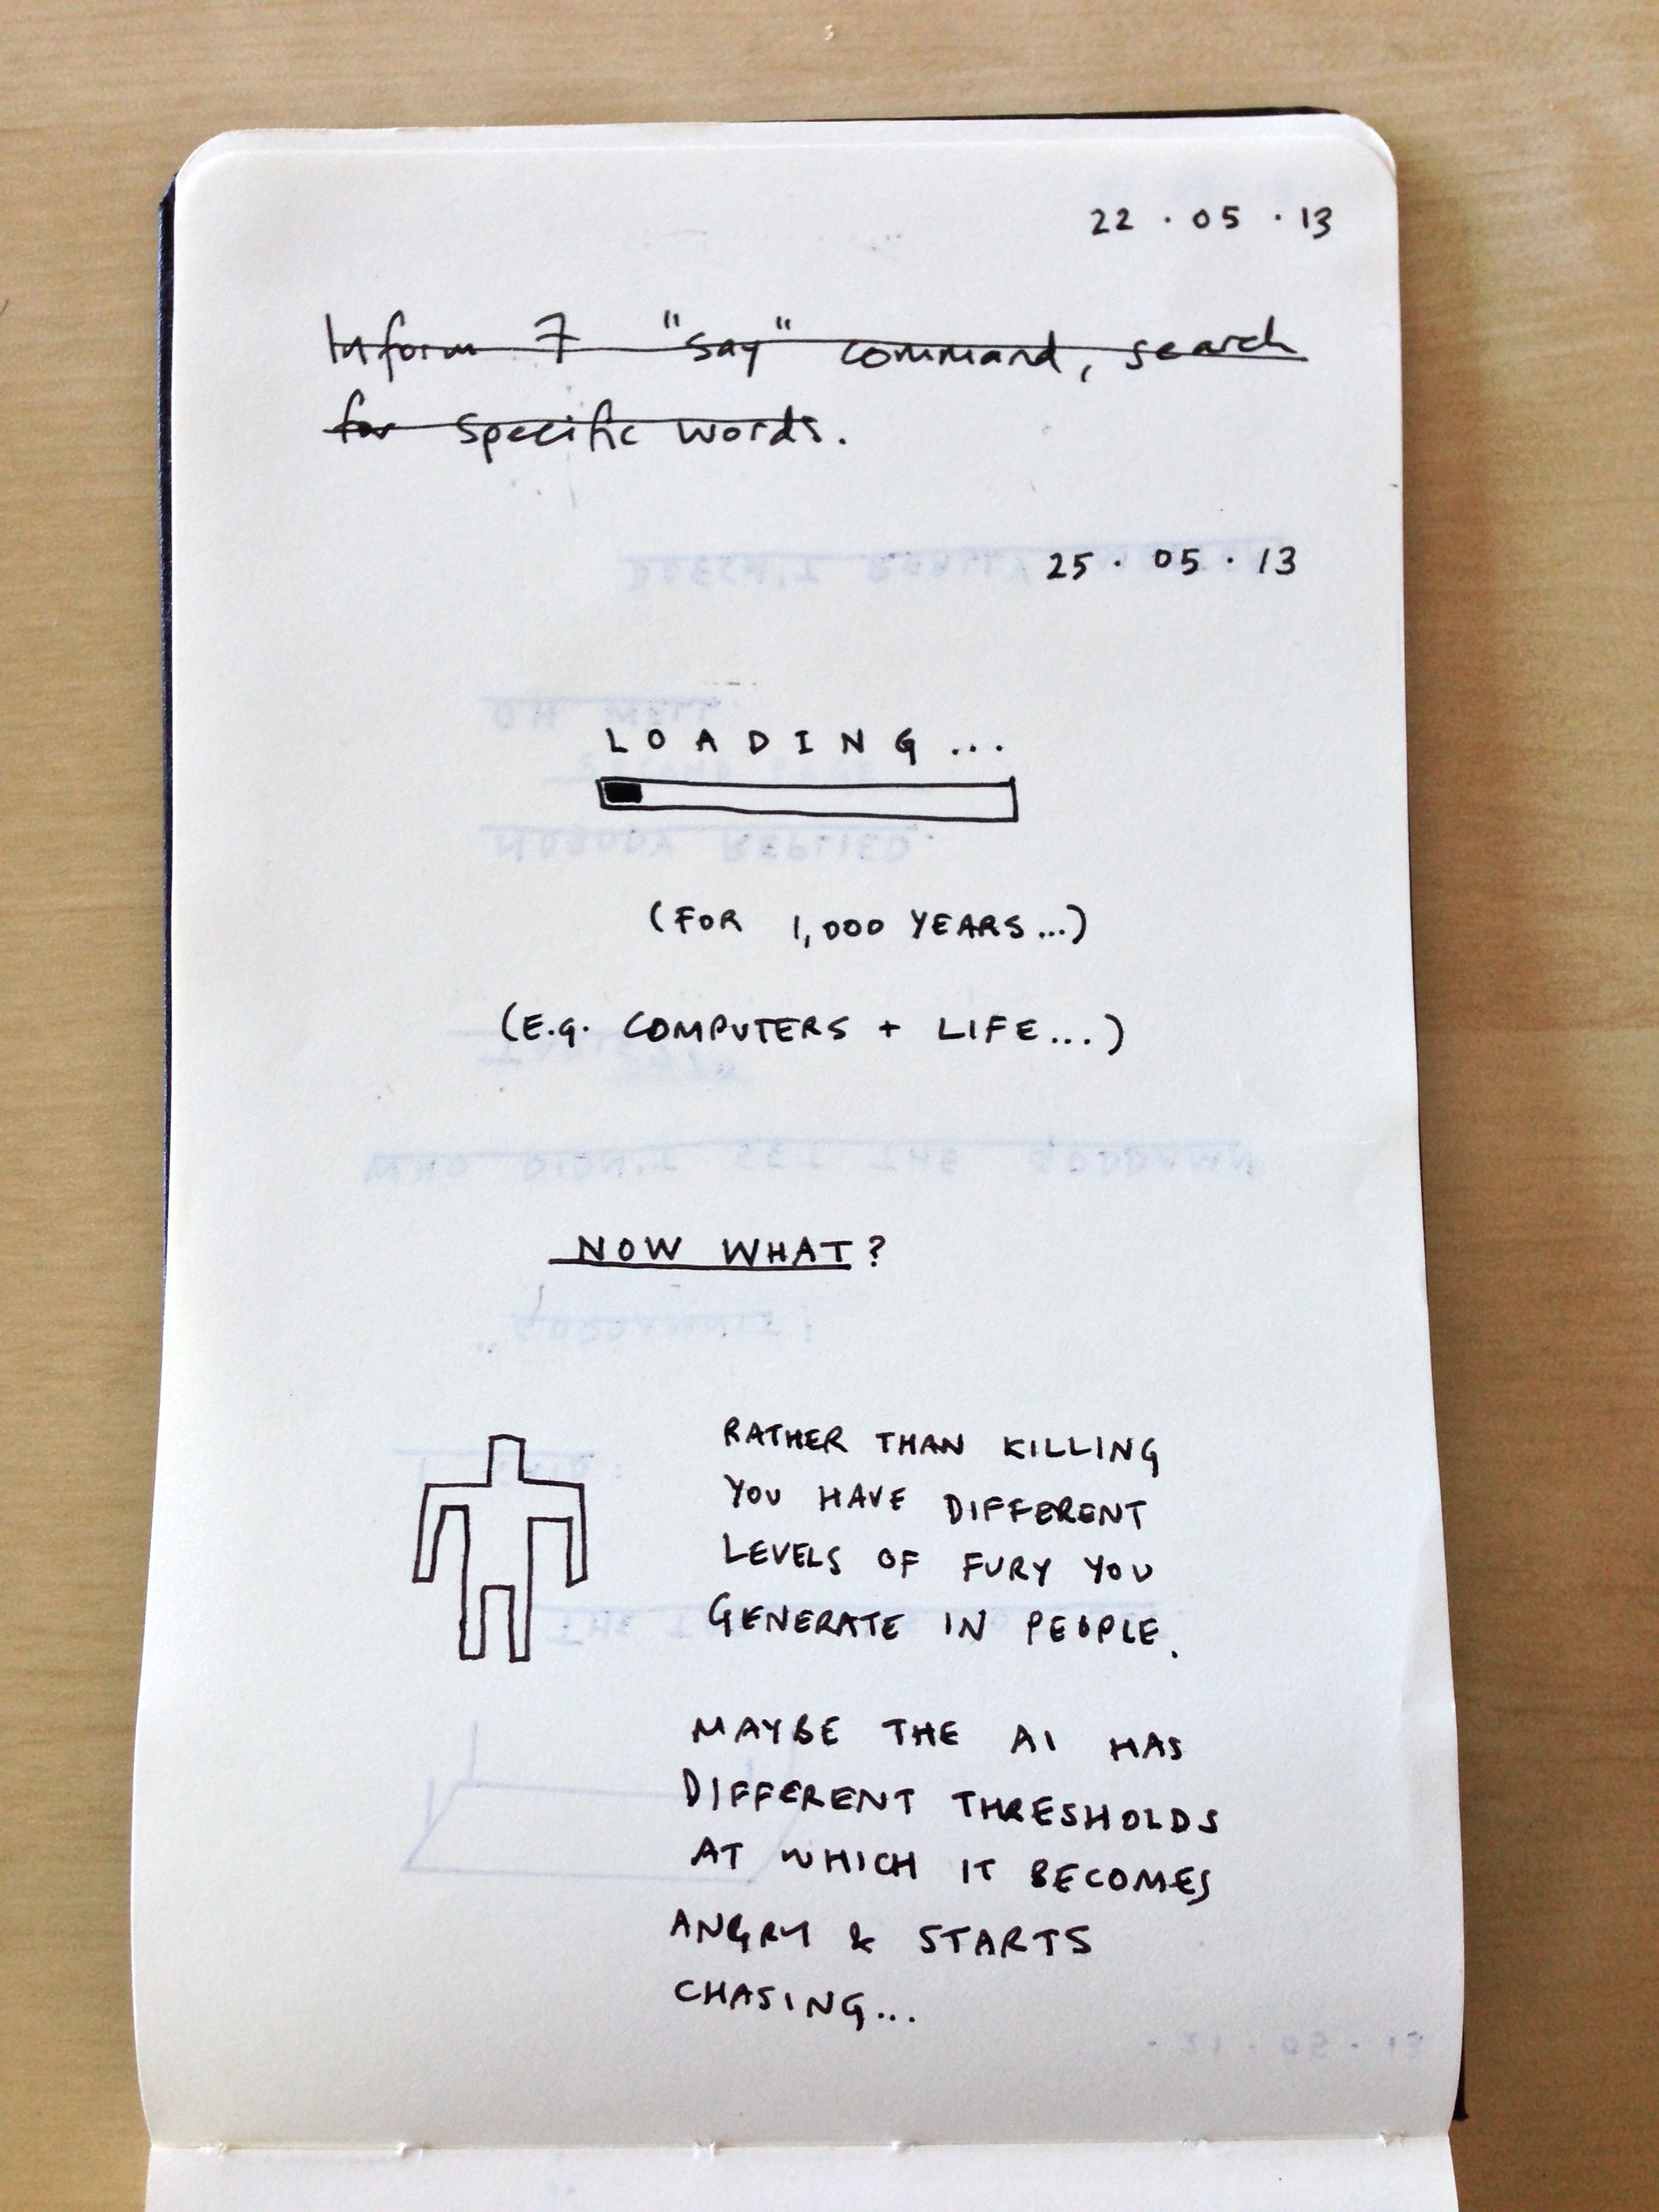 22 . 05 . 13
Inform 7 "say" command, search
for specific words.
25 . 05 . 13
LOADING...
(FOR 1,000 YEARS...)
(E.G. COMPUTERS + LIFE...)
NOW WHAT?
RATHER THAN KILLING
YOU HAVE DIFFERENT
LEVELS OF FURY YOU
GENERATE IN PEOPLE.
MAYBE THE AI HAS
DIFFERENT THRESHOLDS
AT WHICH IT BECOMES
ANGRY & STARTS
CHASING...